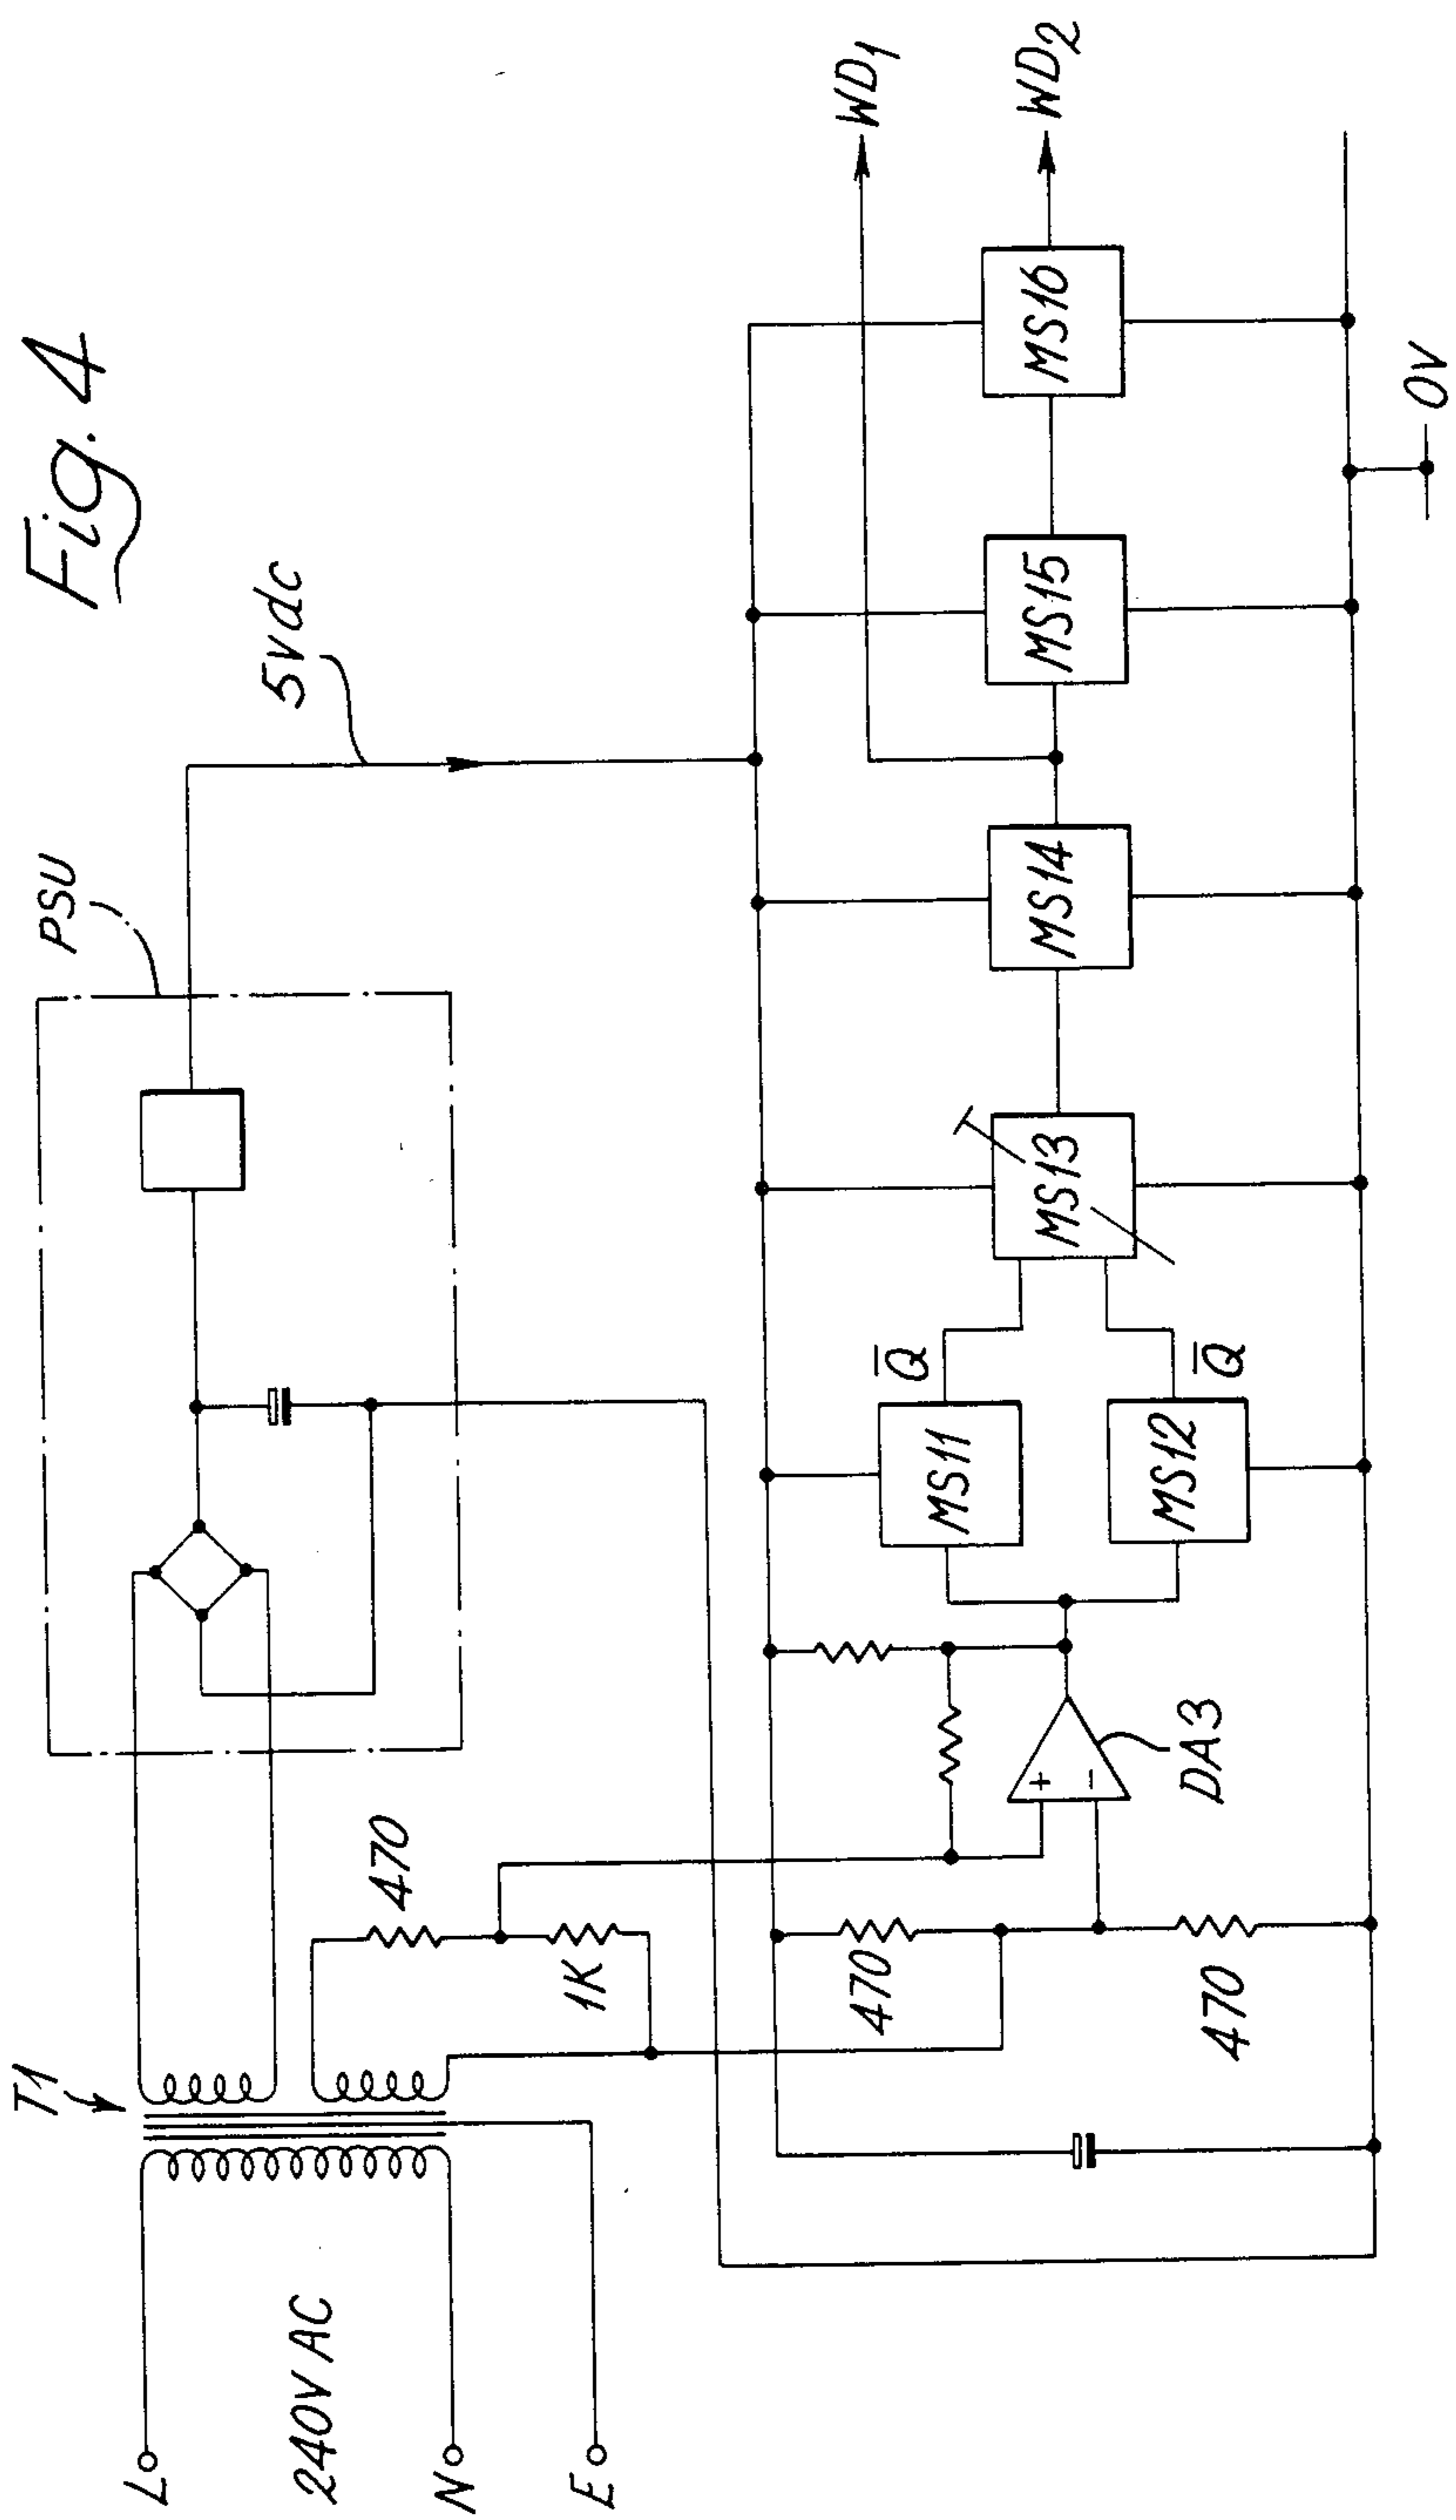 Fig. 4
T1
PSU
5Vdc
L
240V AC
N
E
470
1K
470
470
DA3
MS11
MS12
Q̅
Q̅
T
MS13
MS14
MS15
MS16
WD1
WD2
0V
+
−